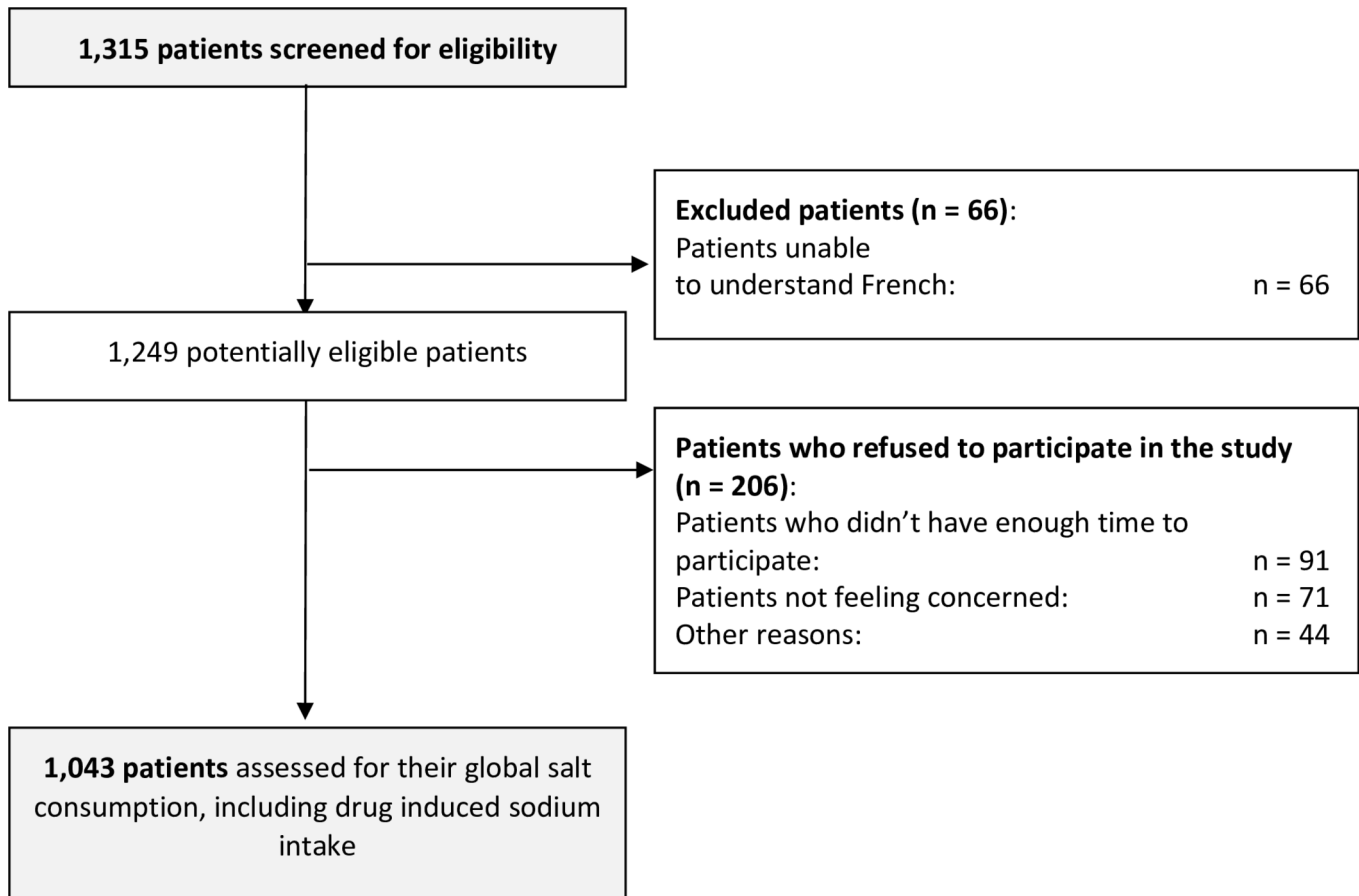 1,315 patients screened for eligibility
Excluded patients (n = 66):
Patients unable
to understand French: n = 66
1,249 potentially eligible patients
Patients who refused to participate in the study
(n = 206):
Patients who didn’t have enough time to
participate: n = 91
Patients not feeling concerned: n = 71
Other reasons: n = 44
1,043 patients assessed for their global salt
consumption, including drug induced sodium
intake